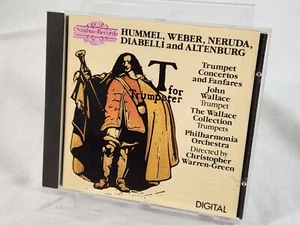 Nimbus Records
HUMMEL, WEBER, NERUDA,
DIABELLI and ALTENBURG
T
for
Trumpeter
Trumpet
Concertos
and Fanfares
John
Wallace
Trumpet
The Wallace
Collection
Trumpets
Philharmonia
Orchestra
Directed by
Christopher
Warren-Green
DIGITAL